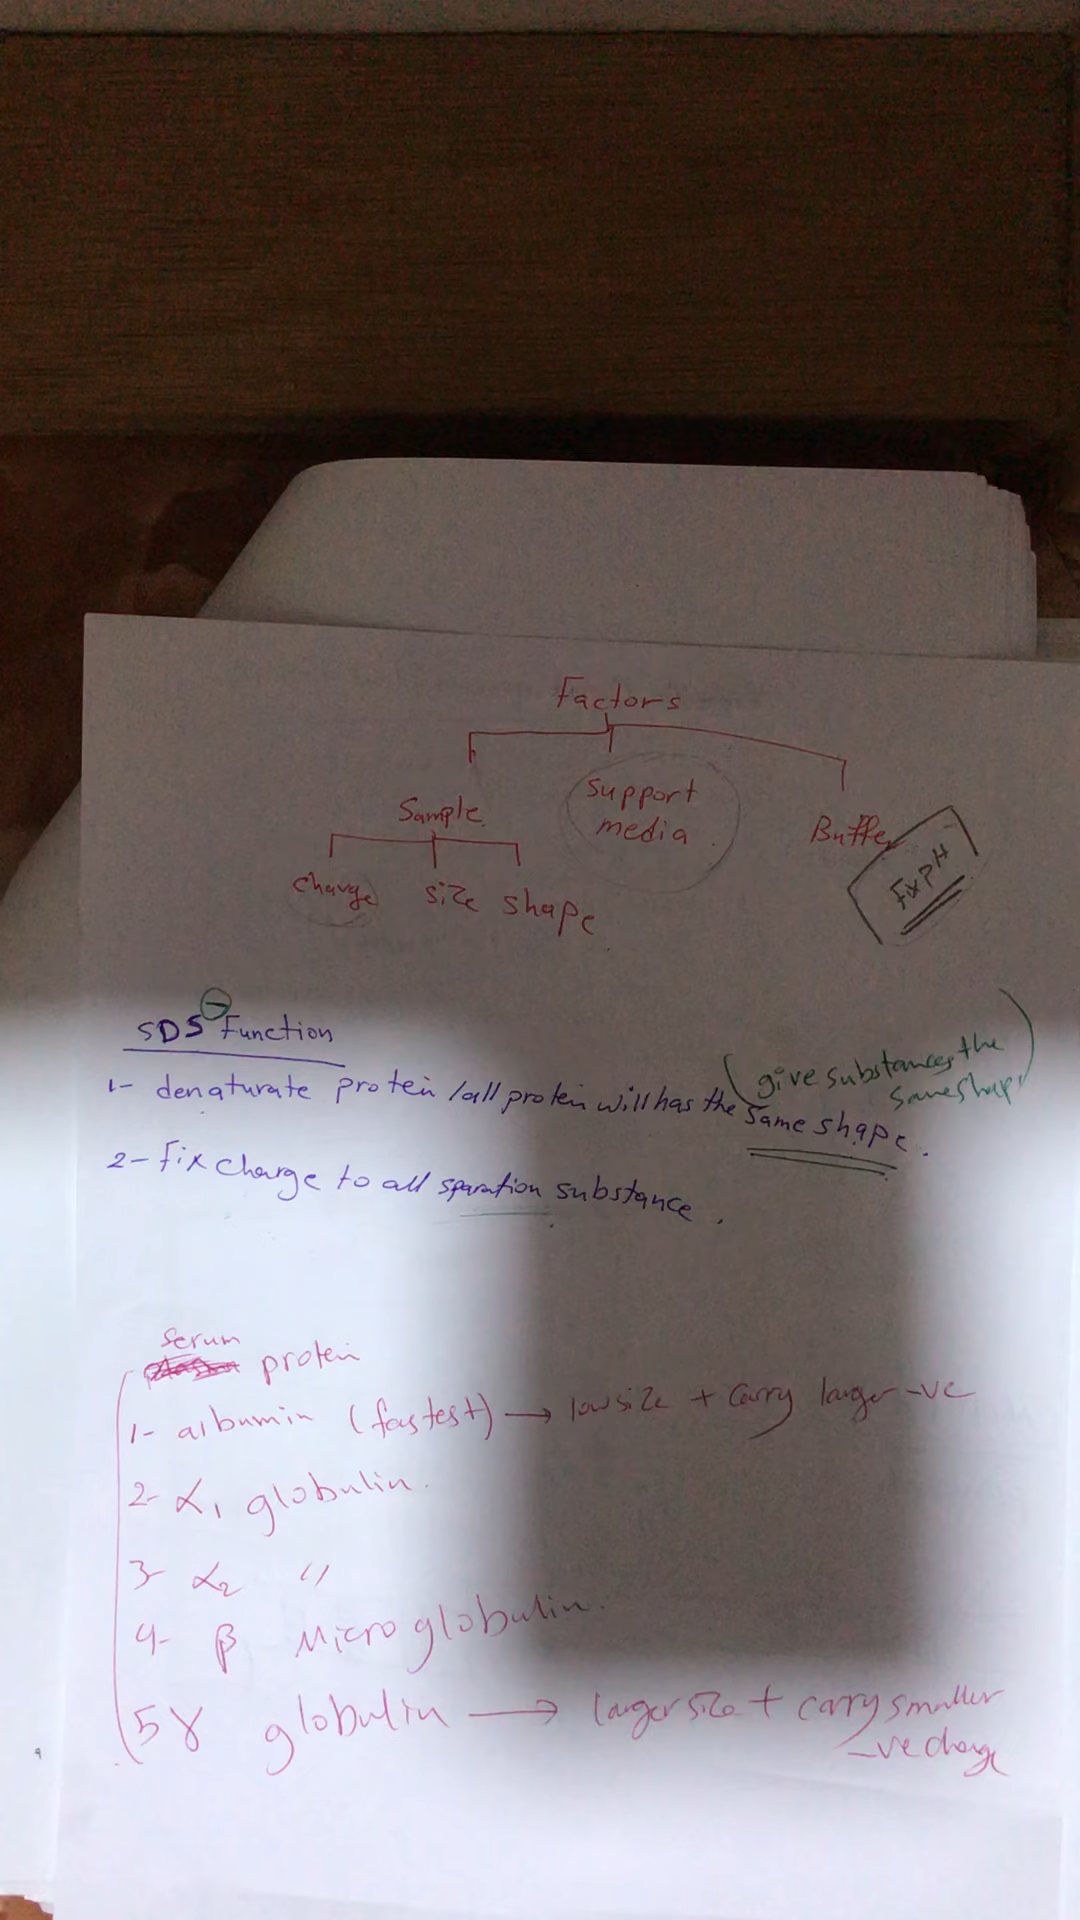 Factors
Sample
support
media
Buffer
Fix pH
charge size shape
SDS⊖ Function
1- denaturate protein / all protein will has the same shape.
(give substances the
same shape)
2- fix charge to all sparation substance.
serum
protein
1- albumin (fastest) → low size + carry larger -ve
2- α1 globulin.
3- α2 〃
4- β Microglobulin.
5 γ globulin → larger size + carry smaller
-ve charge
9